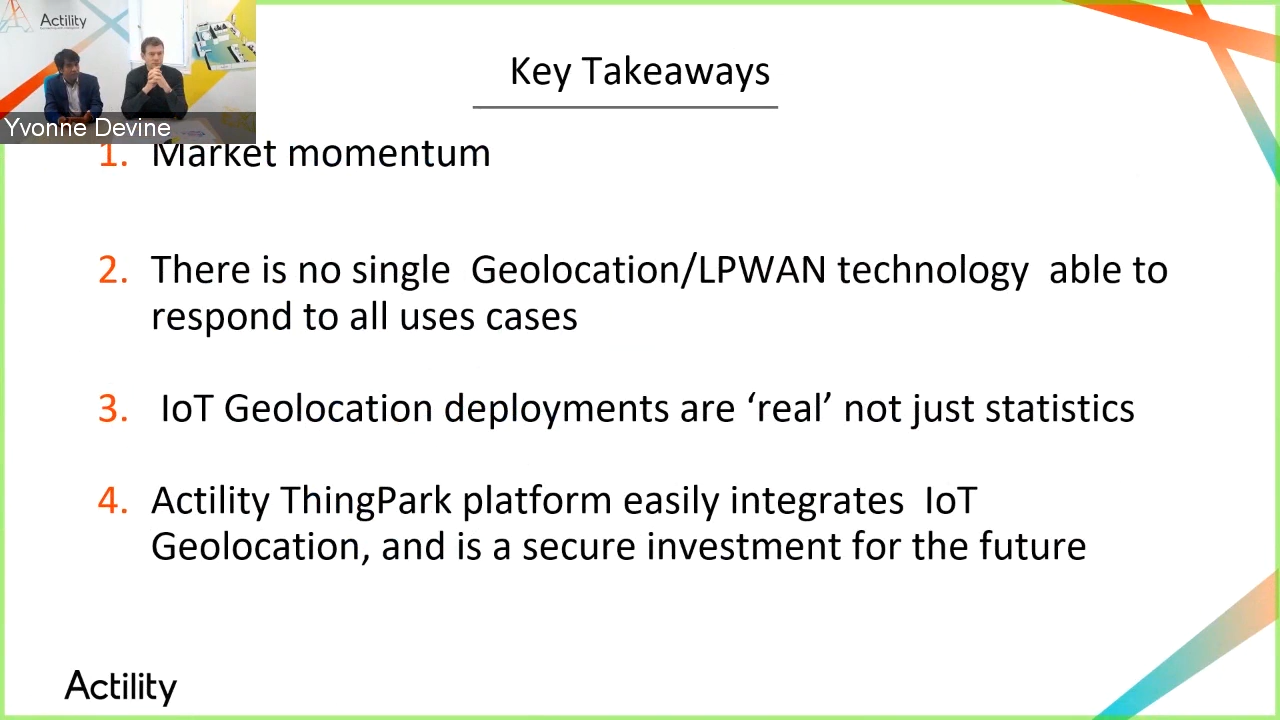 Actility
Yvonne Devine
Key Takeaways
1. Market momentum
2. There is no single Geolocation/LPWAN technology able to
respond to all uses cases
3. IoT Geolocation deployments are ‘real’ not just statistics
4. Actility ThingPark platform easily integrates IoT
Geolocation, and is a secure investment for the future
Actility